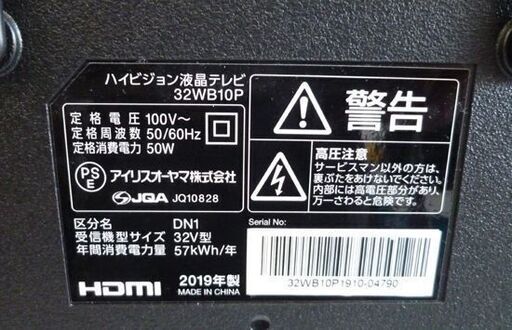 ハイビジョン液晶テレビ
32WB10P
定格電圧 100V～
定格周波数 50/60Hz
定格消費電力 50W
PS
E
アイリスオーヤマ株式会社
JQA JQ10828
区分名 DN1
受信機型サイズ 32V型
年間消費電力量 57kWh/年
HDMI
2019年製
MADE IN CHINA
警告
高圧注意
サービスマン以外の方は、
裏ぶたをあけないでください。
内部には高電圧部分があり、
万一さわると危険です。
Serial No:
32WB10P1910-04790